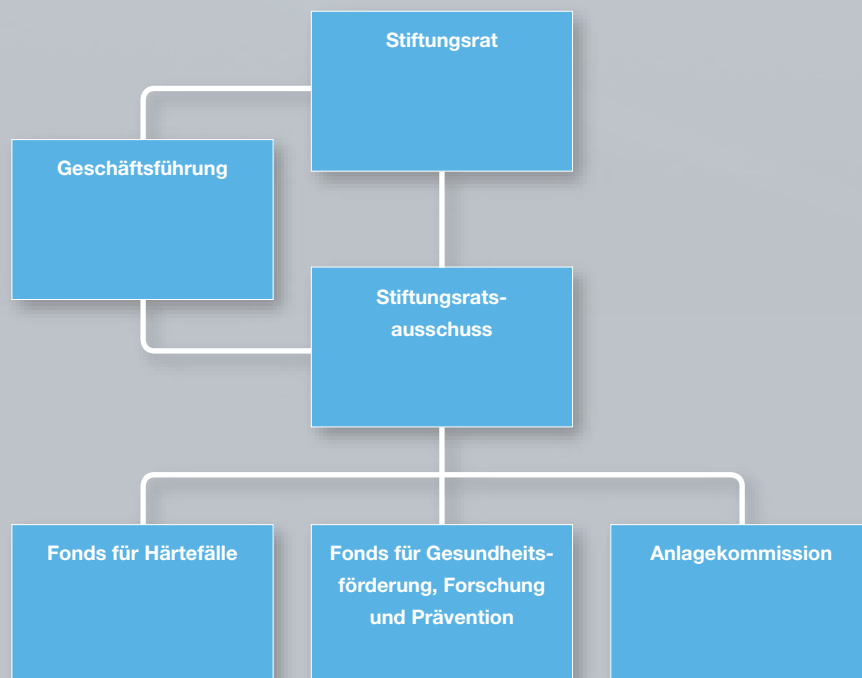 Stiftungsrat
Geschäftsführung
Stiftungsrats-
ausschuss
Fonds für Härtefälle
Fonds für Gesundheits-
förderung, Forschung
und Prävention
Anlagekommission